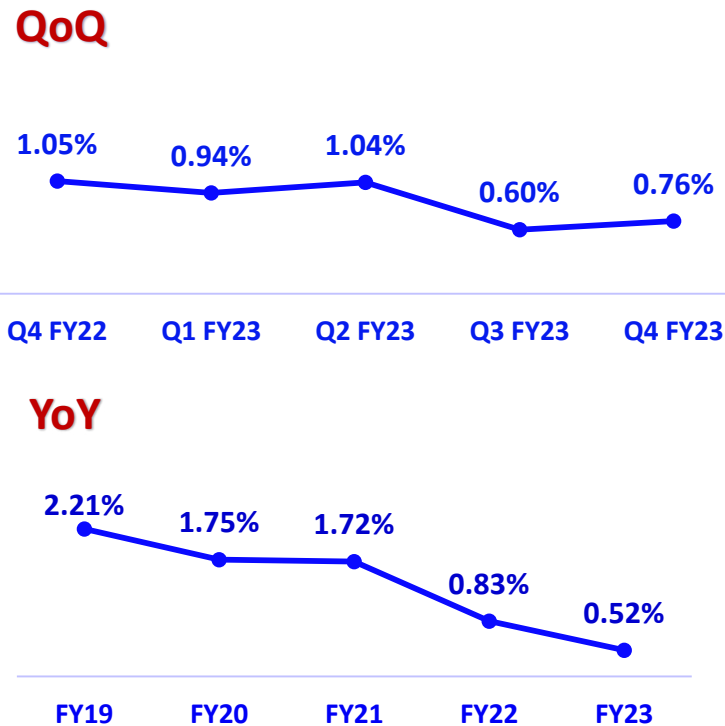 QoQ
1.05% 0.94% 1.04% 0.60% 0.76%
Q4 FY22 Q1 FY23 Q2 FY23 Q3 FY23 Q4 FY23
YoY
2.21% 1.75% 1.72% 0.83% 0.52%
FY19 FY20 FY21 FY22 FY23